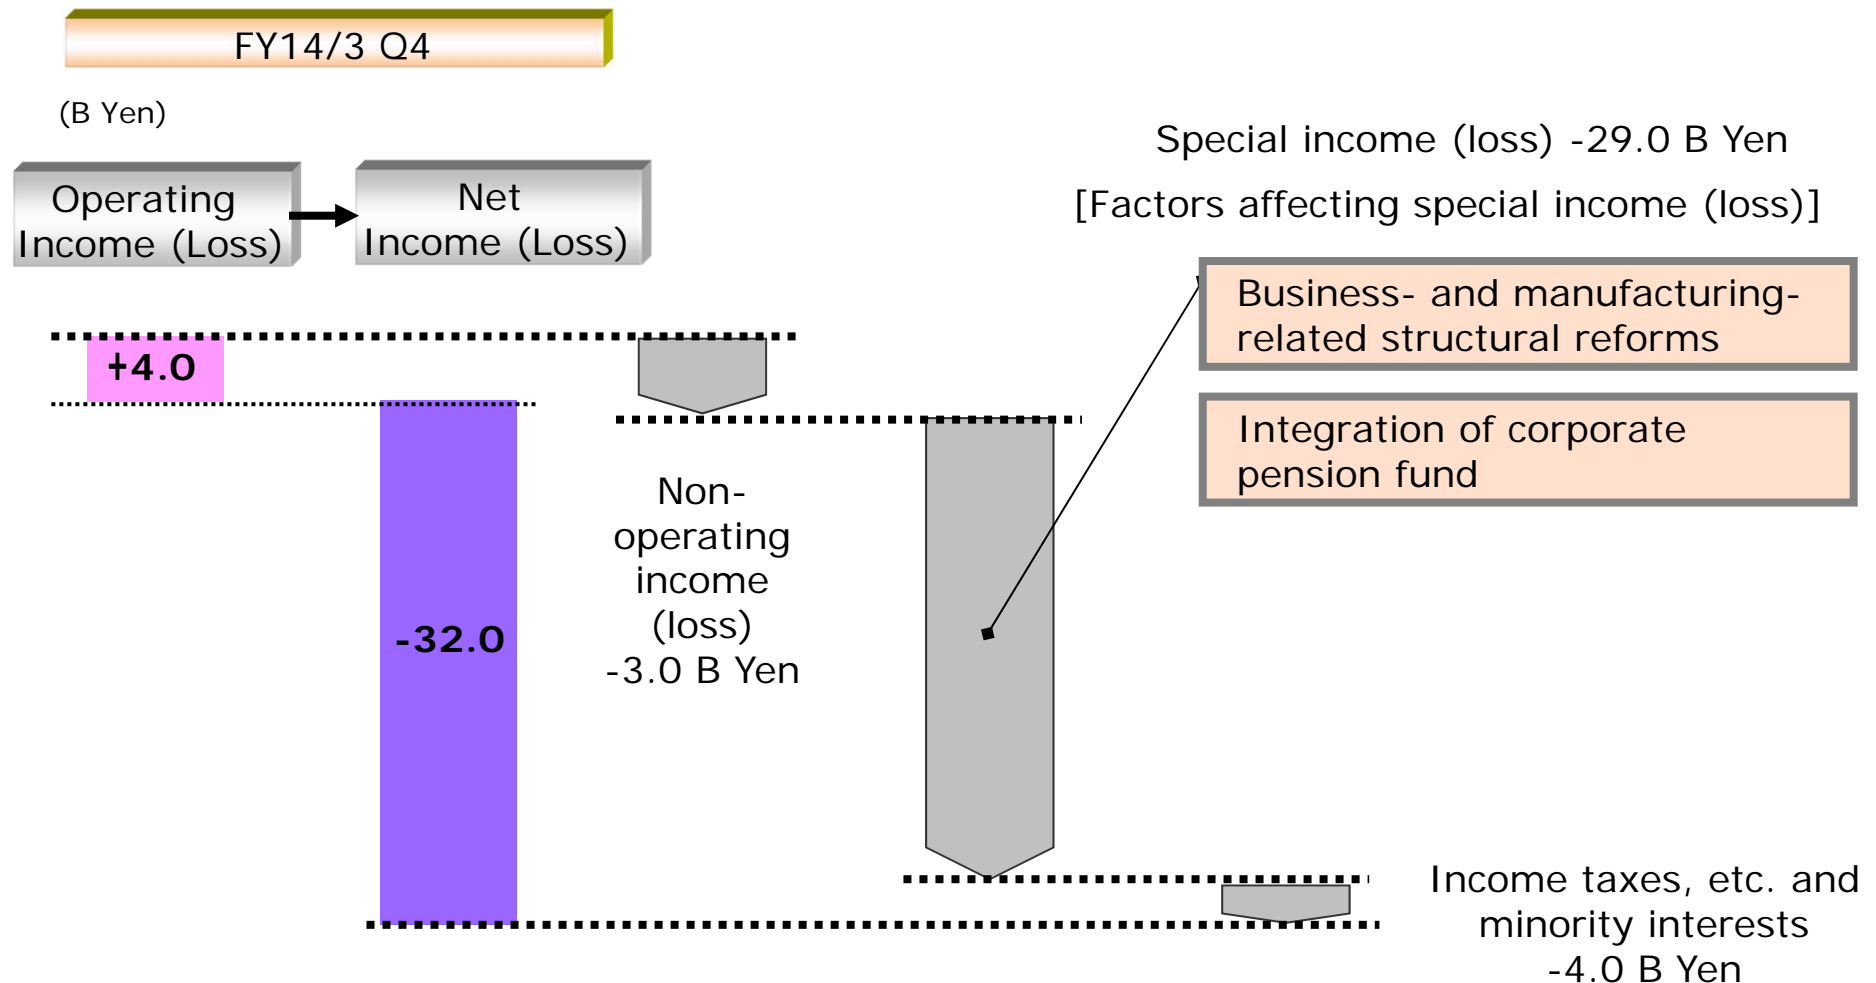 FY14/3 Q4
(B Yen)
Operating
Income (Loss)
Net
Income (Loss)
Special income (loss) -29.0 B Yen
[Factors affecting special income (loss)]
Business- and manufacturing-
related structural reforms
Integration of corporate
pension fund
+4.0
-32.0
Non-
operating
income
(loss)
-3.0 B Yen
Income taxes, etc. and
minority interests
-4.0 B Yen